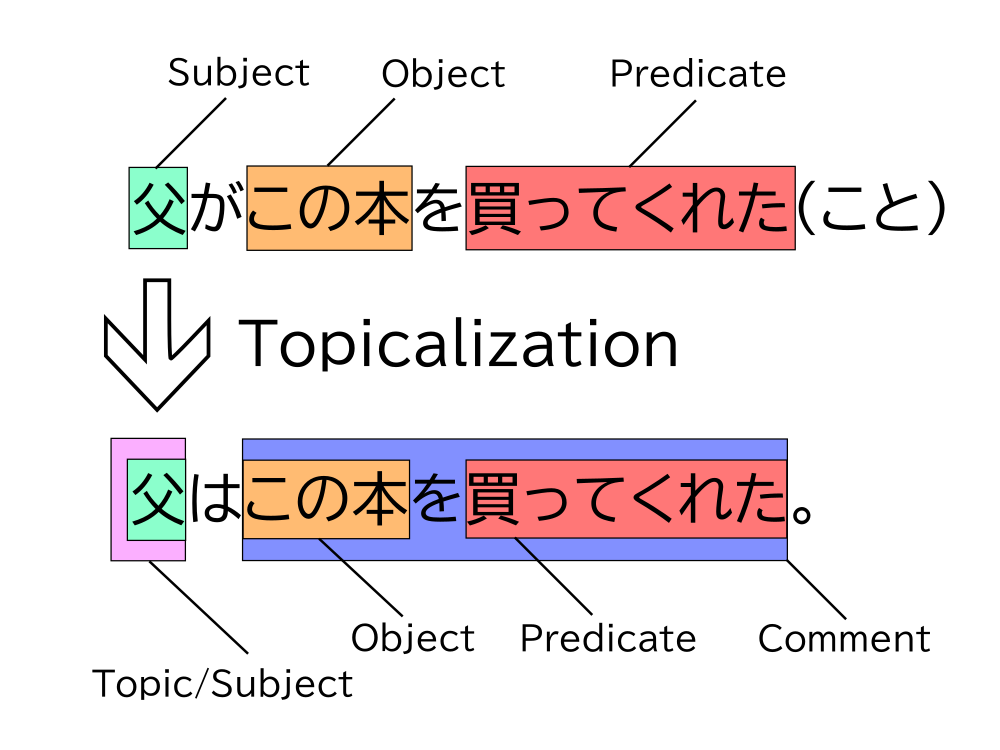 Subject Object Predicate
父がこの本を買ってくれた(こと)
Topicalization
父はこの本を買ってくれた。
Object Predicate Comment
Topic/Subject